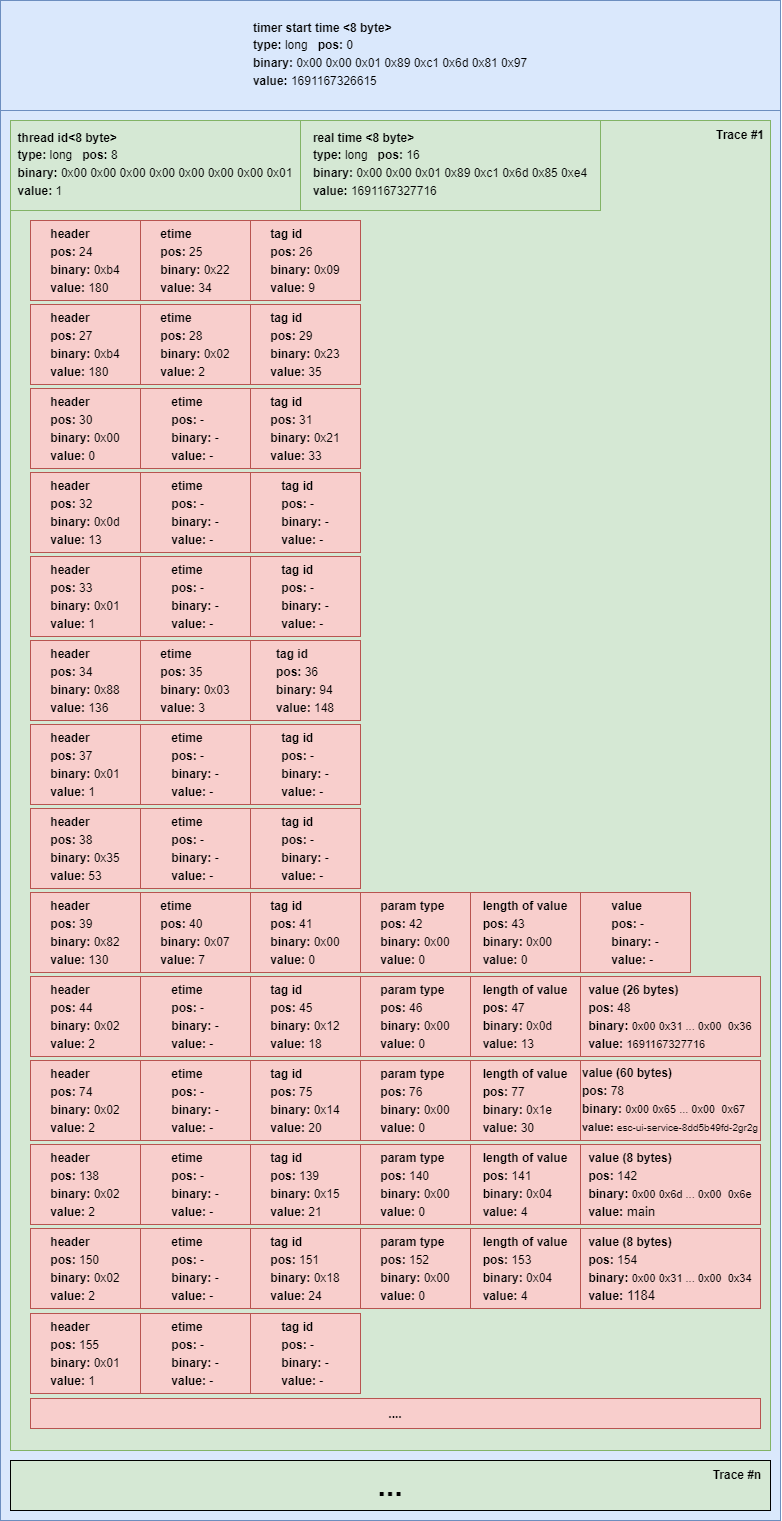 timer start time <8 byte>
type: long pos: 0
binary: 0x00 0x00 0x01 0x89 0xc1 0x6d 0x81 0x97
value: 1691167326615
Trace #1
thread id<8 byte>
type: long pos: 8
binary: 0x00 0x00 0x00 0x00 0x00 0x00 0x00 0x01
value: 1
real time <8 byte>
type: long pos: 16
binary: 0x00 0x00 0x01 0x89 0xc1 0x6d 0x85 0xe4
value: 1691167327716
header
pos: 24
binary: 0xb4
value: 180
etime
pos: 25
binary: 0x22
value: 34
tag id
pos: 26
binary: 0x09
value: 9
header
pos: 27
binary: 0xb4
value: 180
etime
pos: 28
binary: 0x02
value: 2
tag id
pos: 29
binary: 0x23
value: 35
header
pos: 30
binary: 0x00
value: 0
etime
pos: -
binary: -
value: -
tag id
pos: 31
binary: 0x21
value: 33
header
pos: 32
binary: 0x0d
value: 13
etime
pos: -
binary: -
value: -
tag id
pos: -
binary: -
value: -
header
pos: 33
binary: 0x01
value: 1
etime
pos: -
binary: -
value: -
tag id
pos: -
binary: -
value: -
header
pos: 34
binary: 0x88
value: 136
etime
pos: 35
binary: 0x03
value: 3
tag id
pos: 36
binary: 94
value: 148
header
pos: 37
binary: 0x01
value: 1
etime
pos: -
binary: -
value: -
tag id
pos: -
binary: -
value: -
header
pos: 38
binary: 0x35
value: 53
etime
pos: -
binary: -
value: -
tag id
pos: -
binary: -
value: -
header
pos: 39
binary: 0x82
value: 130
etime
pos: 40
binary: 0x07
value: 7
tag id
pos: 41
binary: 0x00
value: 0
param type
pos: 42
binary: 0x00
value: 0
length of value
pos: 43
binary: 0x00
value: 0
value
pos: -
binary: -
value: -
header
pos: 44
binary: 0x02
value: 2
etime
pos: -
binary: -
value: -
tag id
pos: 45
binary: 0x12
value: 18
param type
pos: 46
binary: 0x00
value: 0
length of value
pos: 47
binary: 0x0d
value: 13
value (26 bytes)
pos: 48
binary: 0x00 0x31 ... 0x00 0x36
value: 1691167327716
header
pos: 74
binary: 0x02
value: 2
etime
pos: -
binary: -
value: -
tag id
pos: 75
binary: 0x14
value: 20
param type
pos: 76
binary: 0x00
value: 0
length of value
pos: 77
binary: 0x1e
value: 30
value (60 bytes)
pos: 78
binary: 0x00 0x65 ... 0x00 0x67
value: esc-ui-service-8dd5b49fd-2gr2g
header
pos: 138
binary: 0x02
value: 2
etime
pos: -
binary: -
value: -
tag id
pos: 139
binary: 0x15
value: 21
param type
pos: 140
binary: 0x00
value: 0
length of value
pos: 141
binary: 0x04
value: 4
value (8 bytes)
pos: 142
binary: 0x00 0x6d ... 0x00 0x6e
value: main
header
pos: 150
binary: 0x02
value: 2
etime
pos: -
binary: -
value: -
tag id
pos: 151
binary: 0x18
value: 24
param type
pos: 152
binary: 0x00
value: 0
length of value
pos: 153
binary: 0x04
value: 4
value (8 bytes)
pos: 154
binary: 0x00 0x31 ... 0x00 0x34
value: 1184
header
pos: 155
binary: 0x01
value: 1
etime
pos: -
binary: -
value: -
tag id
pos: -
binary: -
value: -
....
Trace #n
...